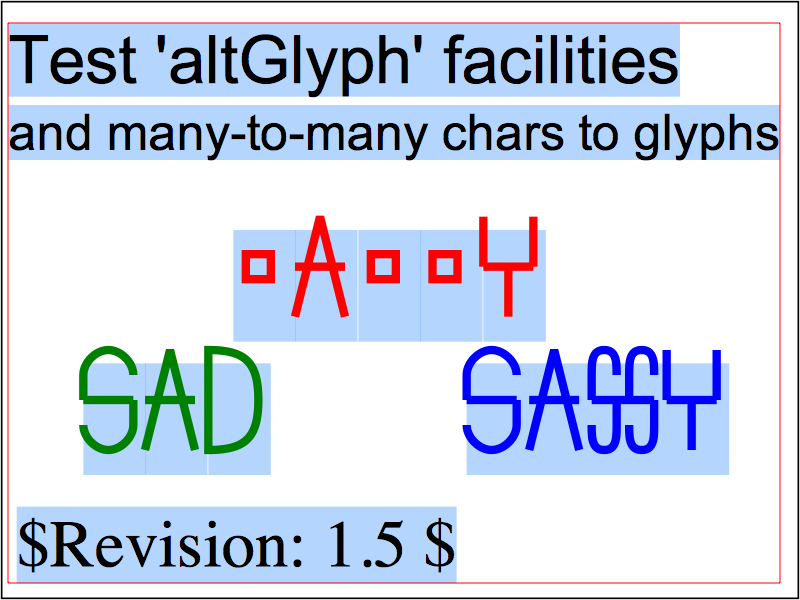 Test 'altGlyph' facilities
and many-to-many chars to glyphs
▫A▫▫Y
SAD SASSY
$Revision: 1.5 $